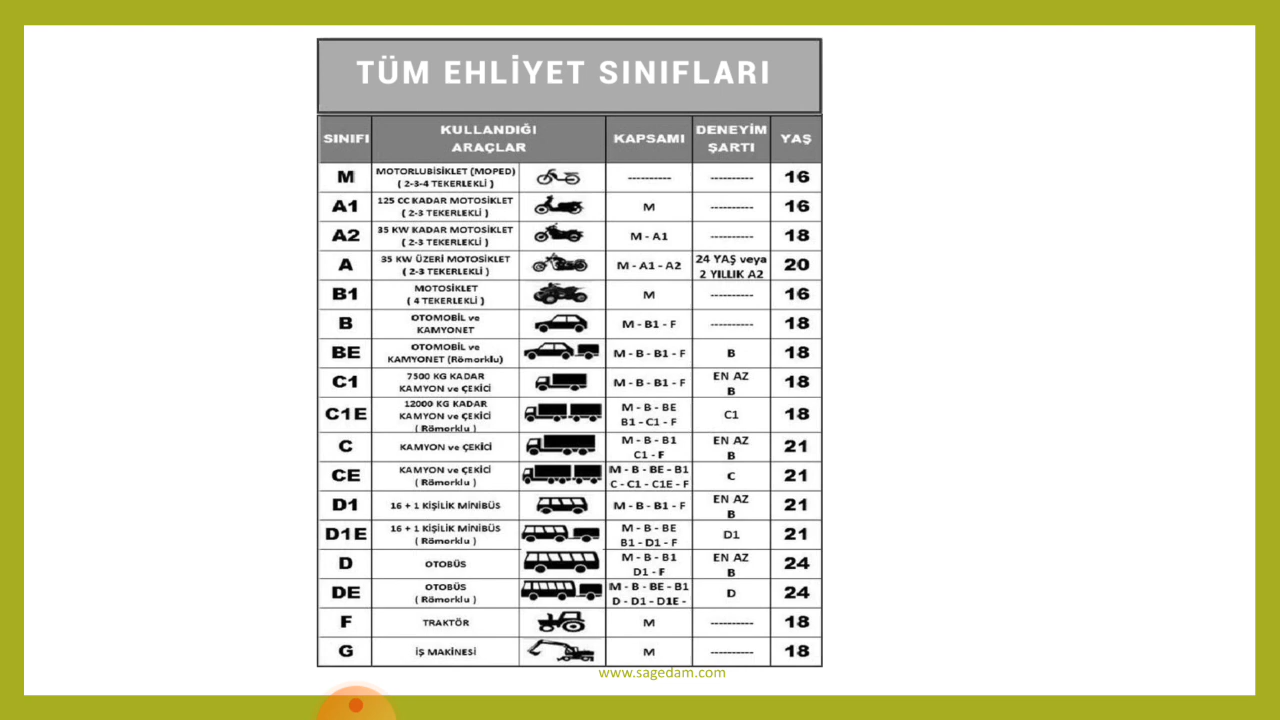 TÜM EHLİYET SINIFLARI
SINIFI KULLANDIĞI ARAÇLAR KAPSAMI DENEYİM ŞARTI YAŞ
M MOTORLUBİSİKLET (MOPED) ( 2-3-4 TEKERLEKLİ ) ---------- ---------- 16
A1 125 CC KADAR MOTOSİKLET ( 2-3 TEKERLEKLİ ) M ---------- 16
A2 35 KW KADAR MOTOSİKLET ( 2-3 TEKERLEKLİ ) M - A1 ---------- 18
A 35 KW ÜZERİ MOTOSİKLET ( 2-3 TEKERLEKLİ ) M - A1 - A2 24 YAŞ veya 2 YILLIK A2 20
B1 MOTOSİKLET ( 4 TEKERLEKLİ ) M ---------- 16
B OTOMOBİL ve KAMYONET M - B1 - F ---------- 18
BE OTOMOBİL ve KAMYONET (Römorklu) M - B - B1 - F B 18
C1 7500 KG KADAR KAMYON ve ÇEKİCİ M - B - B1 - F EN AZ B 18
C1E 12000 KG KADAR KAMYON ve ÇEKİCİ ( Römorklu ) M - B - BE B1 - C1 - F C1 18
C KAMYON ve ÇEKİCİ M - B - B1 C1 - F EN AZ B 21
CE KAMYON ve ÇEKİCİ ( Römorklu ) M - B - BE - B1 C - C1 - C1E - F C 21
D1 16 + 1 KİŞİLİK MİNİBÜS M - B - B1 - F EN AZ B 21
D1E 16 + 1 KİŞİLİK MİNİBÜS ( Römorklu ) M - B - BE B1 - D1 - F D1 21
D OTOBÜS M - B - B1 D1 - F EN AZ B 24
DE OTOBÜS ( Römorklu ) M - B - BE - B1 D - D1 - D1E - D 24
F TRAKTÖR M ---------- 18
G İŞ MAKİNESİ M ---------- 18
www.sagedam.com